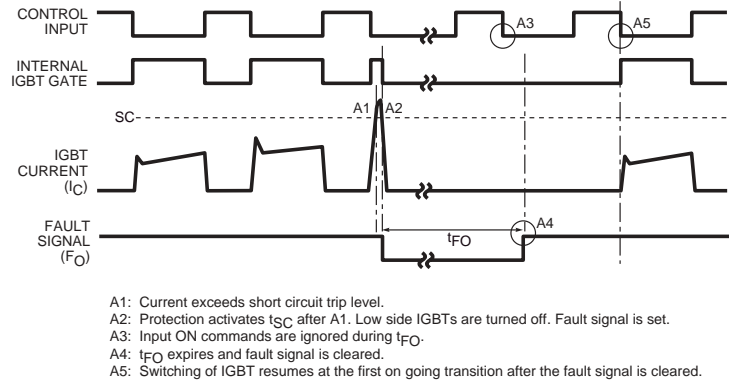 CONTROL
INPUT
A3
A5
INTERNAL
IGBT GATE
SC
A1
A2
IGBT
CURRENT
(IC)
FAULT
SIGNAL
(FO)
tFO
A4
A1: Current exceeds short circuit trip level.
A2: Protection activates tSC after A1. Low side IGBTs are turned off. Fault signal is set.
A3: Input ON commands are ignored during tFO.
A4: tFO expires and fault signal is cleared.
A5: Switching of IGBT resumes at the first on going transition after the fault signal is cleared.